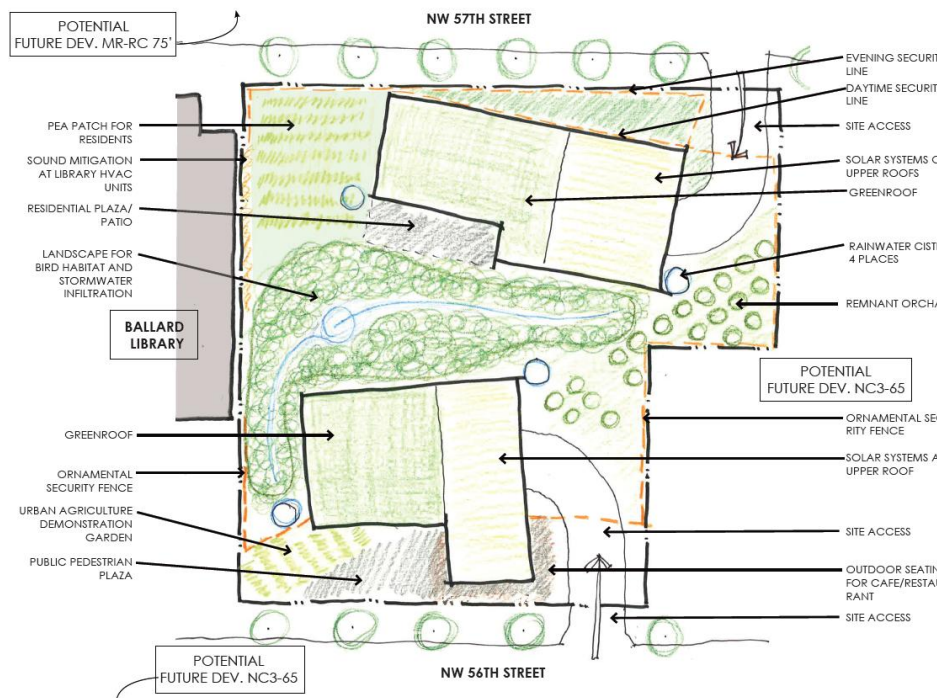 NW 57TH STREET
POTENTIAL
FUTURE DEV. MR-RC 75'
EVENING SECURIT
LINE
DAYTIME SECURIT
LINE
PEA PATCH FOR
RESIDENTS
SITE ACCESS
SOUND MITIGATION
AT LIBRARY HVAC
UNITS
SOLAR SYSTEMS O
UPPER ROOFS
GREENROOF
RESIDENTIAL PLAZA/
PATIO
LANDSCAPE FOR
BIRD HABITAT AND
STORMWATER
INFILTRATION
RAINWATER CISTE
4 PLACES
REMNANT ORCHA
BALLARD
LIBRARY
POTENTIAL
FUTURE DEV. NC3-65
ORNAMENTAL SEC
RITY FENCE
GREENROOF
SOLAR SYSTEMS A
UPPER ROOF
ORNAMENTAL
SECURITY FENCE
URBAN AGRICULTURE
DEMONSTRATION
GARDEN
SITE ACCESS
PUBLIC PEDESTRIAN
PLAZA
OUTDOOR SEATIN
FOR CAFE/RESTAU
RANT
SITE ACCESS
POTENTIAL
FUTURE DEV. NC3-65
NW 56TH STREET